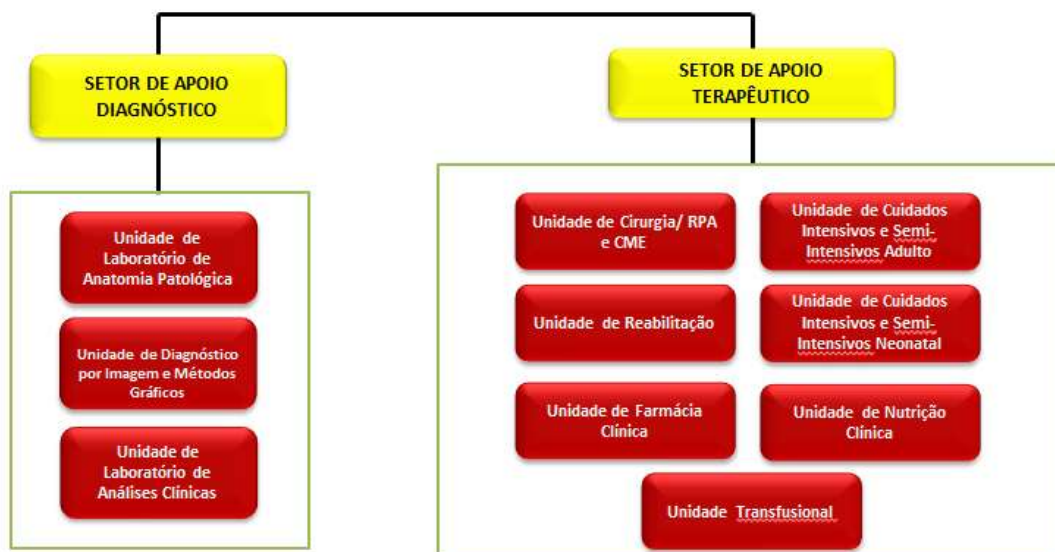 SETOR DE APOIO
DIAGNÓSTICO
SETOR DE APOIO
TERAPÊUTICO
Unidade de
Laboratório de
Anatomia Patológica
Unidade de Diagnóstico
por Imagem e Métodos
Gráficos
Unidade de
Laboratório de
Análises Clínicas
Unidade de Cirurgia/ RPA
e CME
Unidade de Cuidados
Intensivos e Semi-
Intensivos Adulto
Unidade de Reabilitação
Unidade de Cuidados
Intensivos e Semi-
Intensivos Neonatal
Unidade de Farmácia
Clínica
Unidade de Nutrição
Clínica
Unidade Transfusional